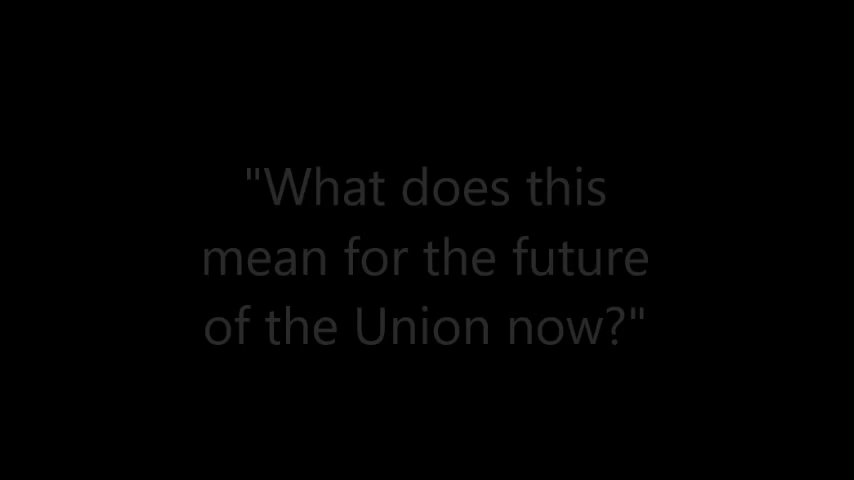 "What does this
mean for the future
of the Union now?"